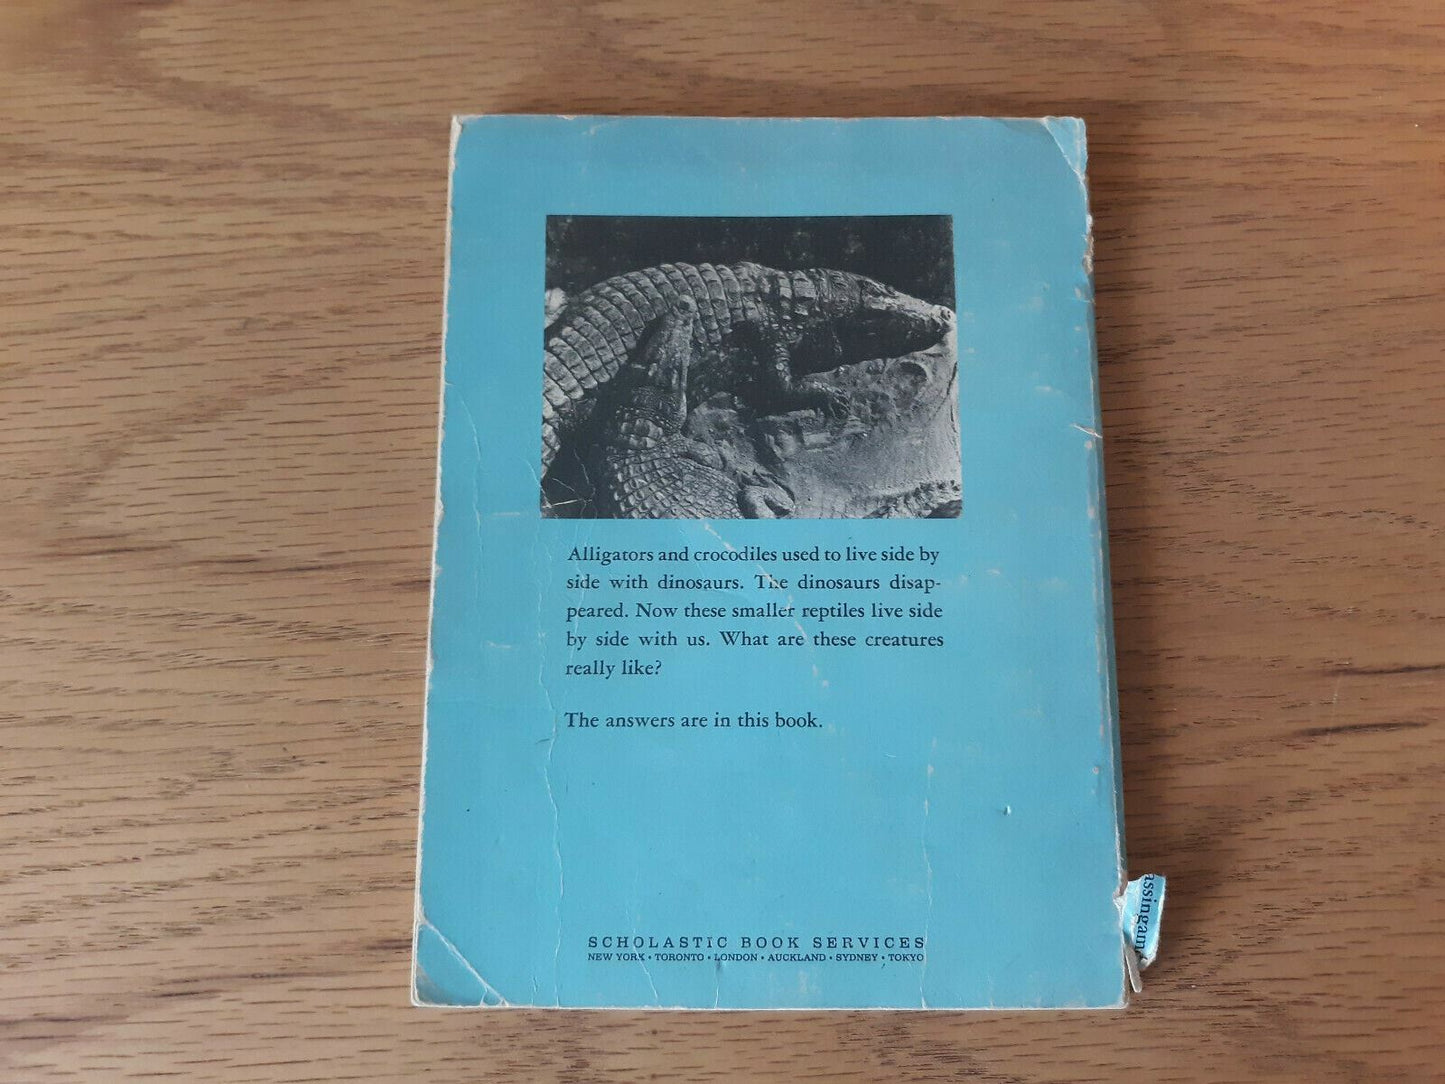 Alligators and crocodiles used to live side by
side with dinosaurs. The dinosaurs disap-
peared. Now these smaller reptiles live side
by side with us. What are these creatures
really like?
The answers are in this book.
SCHOLASTIC BOOK SERVICES
NEW YORK • TORONTO • LONDON • AUCKLAND • SYDNEY • TOKYO